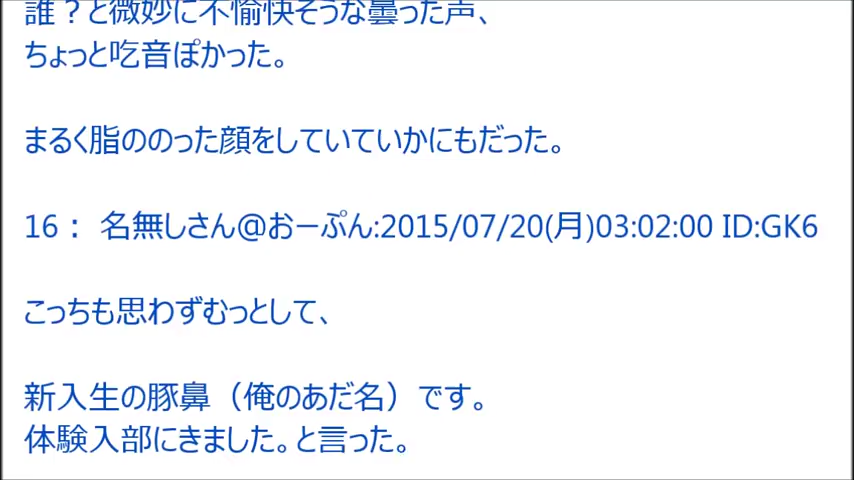 誰？と微妙に不愉快そうな曇った声、
ちょっと吃音ぽかった。
まるく脂ののった顔をしていていかにもだった。
16： 名無しさん@おーぷん:2015/07/20(月)03:02:00 ID:GK6
こっちも思わずむっとして、
新入生の豚鼻（俺のあだ名）です。
体験入部にきました。と言った。